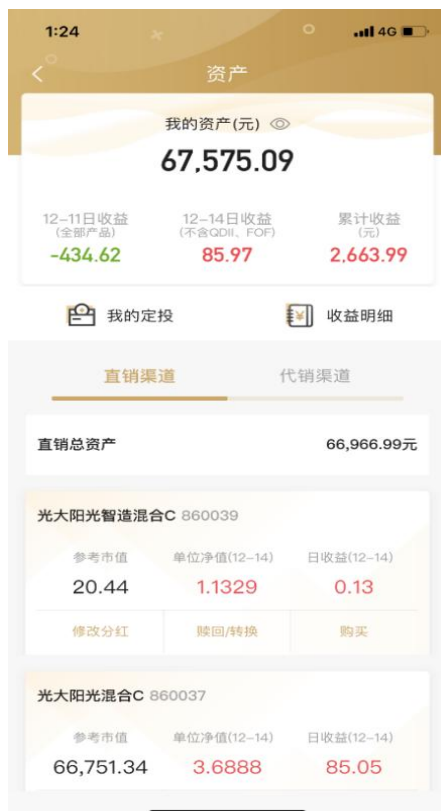 1:24
4G
资产
我的资产(元)
67,575.09
12-11日收益 12-14日收益 累计收益
(全部产品) (不含QDII、FOF) (元)
-434.62 85.97 2,663.99
我的定投 收益明细
直销渠道 代销渠道
直销总资产 66,966.99元
光大阳光智造混合C 860039
参考市值 单位净值(12-14) 日收益(12-14)
20.44 1.1329 0.13
修改分红 赎回/转换 购买
光大阳光混合C 860037
参考市值 单位净值(12-14) 日收益(12-14)
66,751.34 3.6888 85.05